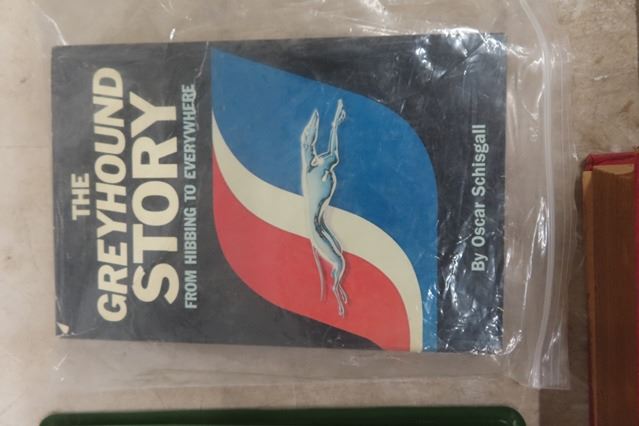 THE
GREYHOUND
STORY
FROM HIBBING TO EVERYWHERE
By Oscar Schisgall